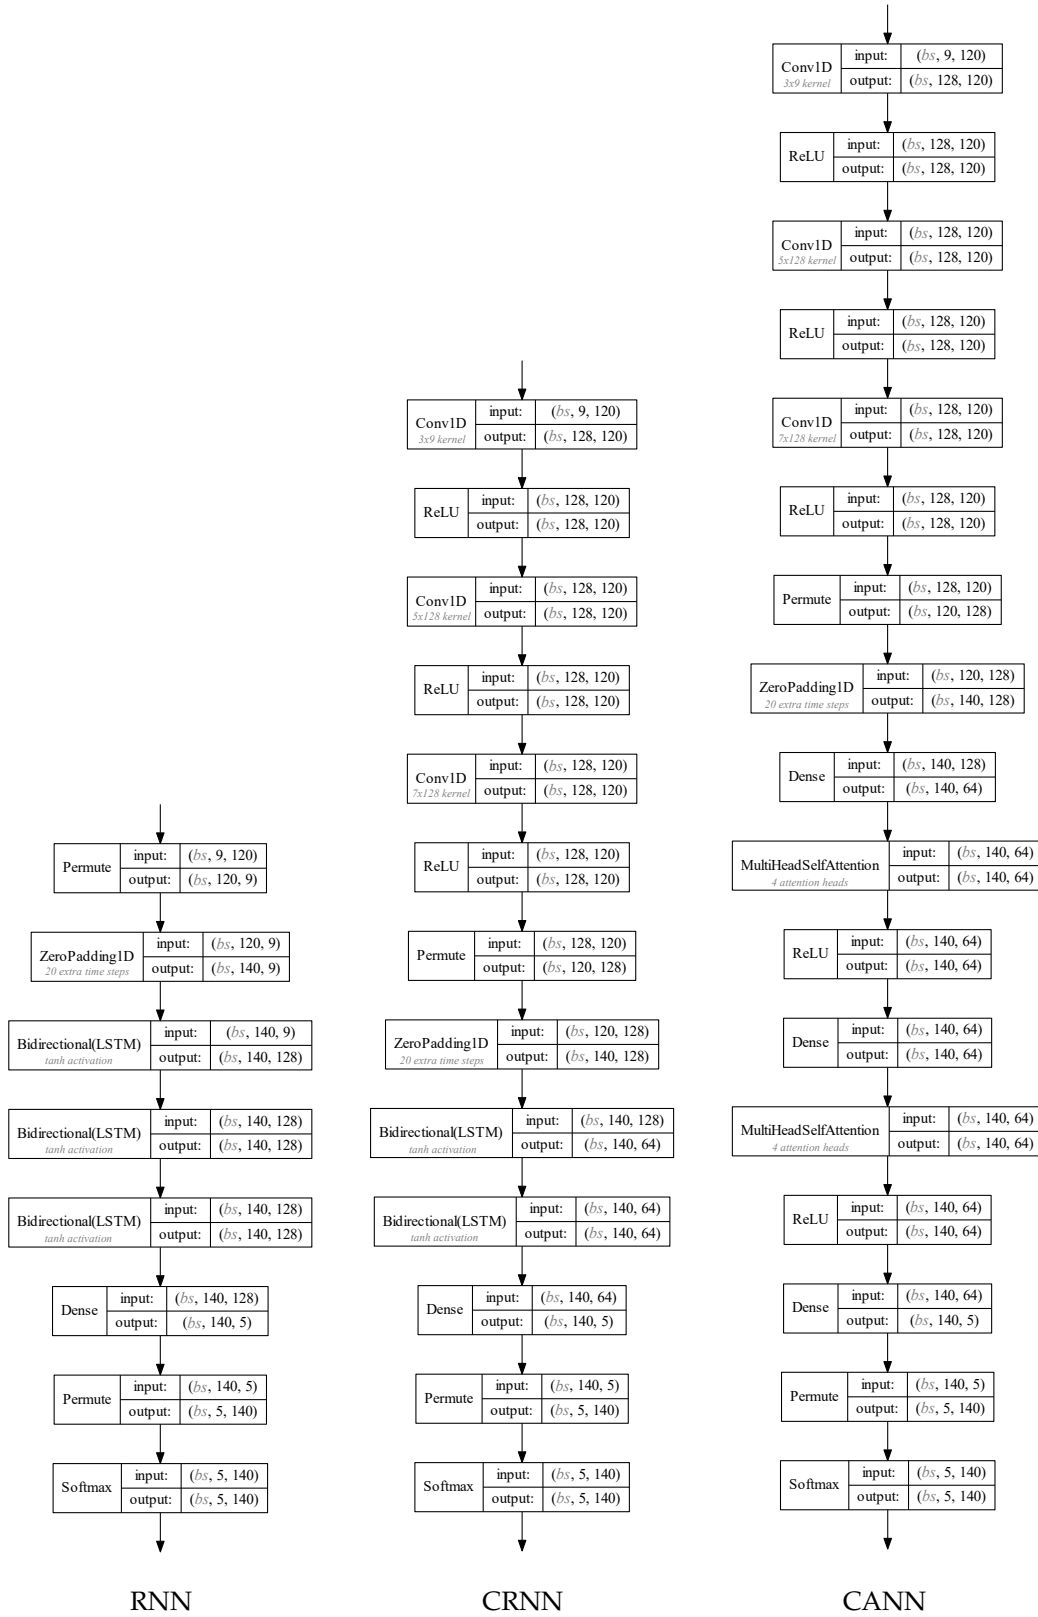 Permute
input: (bs, 9, 120)
output: (bs, 120, 9)
ZeroPadding1D
20 extra time steps
input: (bs, 120, 9)
output: (bs, 140, 9)
Bidirectional(LSTM)
tanh activation
input: (bs, 140, 9)
output: (bs, 140, 128)
Bidirectional(LSTM)
tanh activation
input: (bs, 140, 128)
output: (bs, 140, 128)
Bidirectional(LSTM)
tanh activation
input: (bs, 140, 128)
output: (bs, 140, 128)
Dense
input: (bs, 140, 128)
output: (bs, 140, 5)
Permute
input: (bs, 140, 5)
output: (bs, 5, 140)
Softmax
input: (bs, 5, 140)
output: (bs, 5, 140)
RNN
Conv1D
3x9 kernel
input: (bs, 9, 120)
output: (bs, 128, 120)
ReLU
input: (bs, 128, 120)
output: (bs, 128, 120)
Conv1D
5x128 kernel
input: (bs, 128, 120)
output: (bs, 128, 120)
ReLU
input: (bs, 128, 120)
output: (bs, 128, 120)
Conv1D
7x128 kernel
input: (bs, 128, 120)
output: (bs, 128, 120)
ReLU
input: (bs, 128, 120)
output: (bs, 128, 120)
Permute
input: (bs, 128, 120)
output: (bs, 120, 128)
ZeroPadding1D
20 extra time steps
input: (bs, 120, 128)
output: (bs, 140, 128)
Bidirectional(LSTM)
tanh activation
input: (bs, 140, 128)
output: (bs, 140, 64)
Bidirectional(LSTM)
tanh activation
input: (bs, 140, 64)
output: (bs, 140, 64)
Dense
input: (bs, 140, 64)
output: (bs, 140, 5)
Permute
input: (bs, 140, 5)
output: (bs, 5, 140)
Softmax
input: (bs, 5, 140)
output: (bs, 5, 140)
CRNN
Conv1D
3x9 kernel
input: (bs, 9, 120)
output: (bs, 128, 120)
ReLU
input: (bs, 128, 120)
output: (bs, 128, 120)
Conv1D
5x128 kernel
input: (bs, 128, 120)
output: (bs, 128, 120)
ReLU
input: (bs, 128, 120)
output: (bs, 128, 120)
Conv1D
7x128 kernel
input: (bs, 128, 120)
output: (bs, 128, 120)
ReLU
input: (bs, 128, 120)
output: (bs, 128, 120)
Permute
input: (bs, 128, 120)
output: (bs, 120, 128)
ZeroPadding1D
20 extra time steps
input: (bs, 120, 128)
output: (bs, 140, 128)
Dense
input: (bs, 140, 128)
output: (bs, 140, 64)
MultiHeadSelfAttention
4 attention heads
input: (bs, 140, 64)
output: (bs, 140, 64)
ReLU
input: (bs, 140, 64)
output: (bs, 140, 64)
Dense
input: (bs, 140, 64)
output: (bs, 140, 64)
MultiHeadSelfAttention
4 attention heads
input: (bs, 140, 64)
output: (bs, 140, 64)
ReLU
input: (bs, 140, 64)
output: (bs, 140, 64)
Dense
input: (bs, 140, 64)
output: (bs, 140, 5)
Permute
input: (bs, 140, 5)
output: (bs, 5, 140)
Softmax
input: (bs, 5, 140)
output: (bs, 5, 140)
CANN